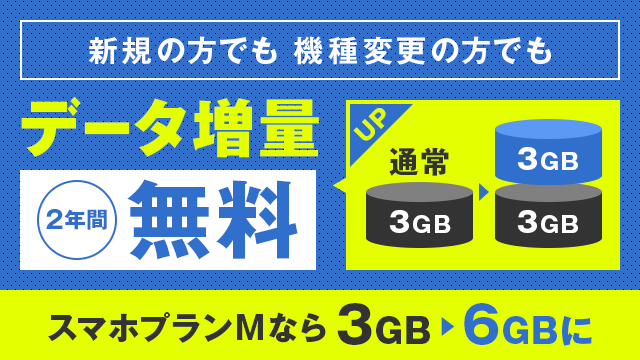 新規の方でも 機種変更の方でも
データ増量
2年間
無料
UP
通常
3GB
3GB
3GB
スマホプランMなら 3GB 6GBに